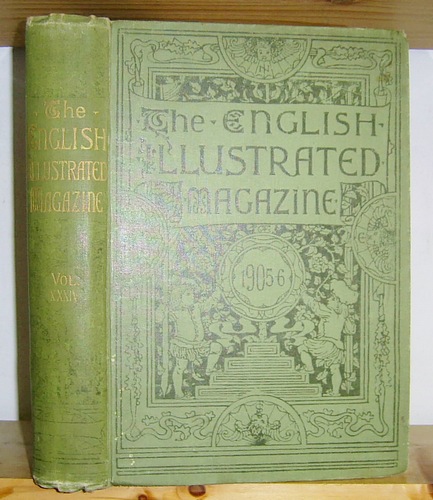 The
ENGLISH
ILLUSTRATED
MAGAZINE
VOL.
XXXIV
The ENGLISH
ILLUSTRATED
MAGAZINE
1905-6